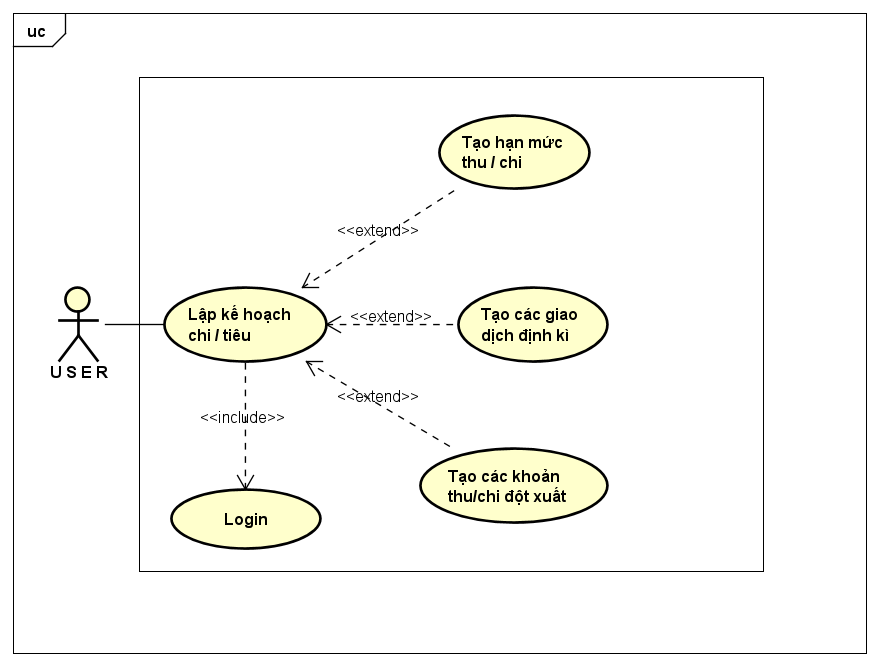 uc
Tạo hạn mức
thu / chi
<<extend>>
Lập kế hoạch
chi / tiêu
<<extend>>
Tạo các giao
dịch định kì
USER
<<extend>>
<<include>>
Tạo các khoản
thu/chi đột xuất
Login